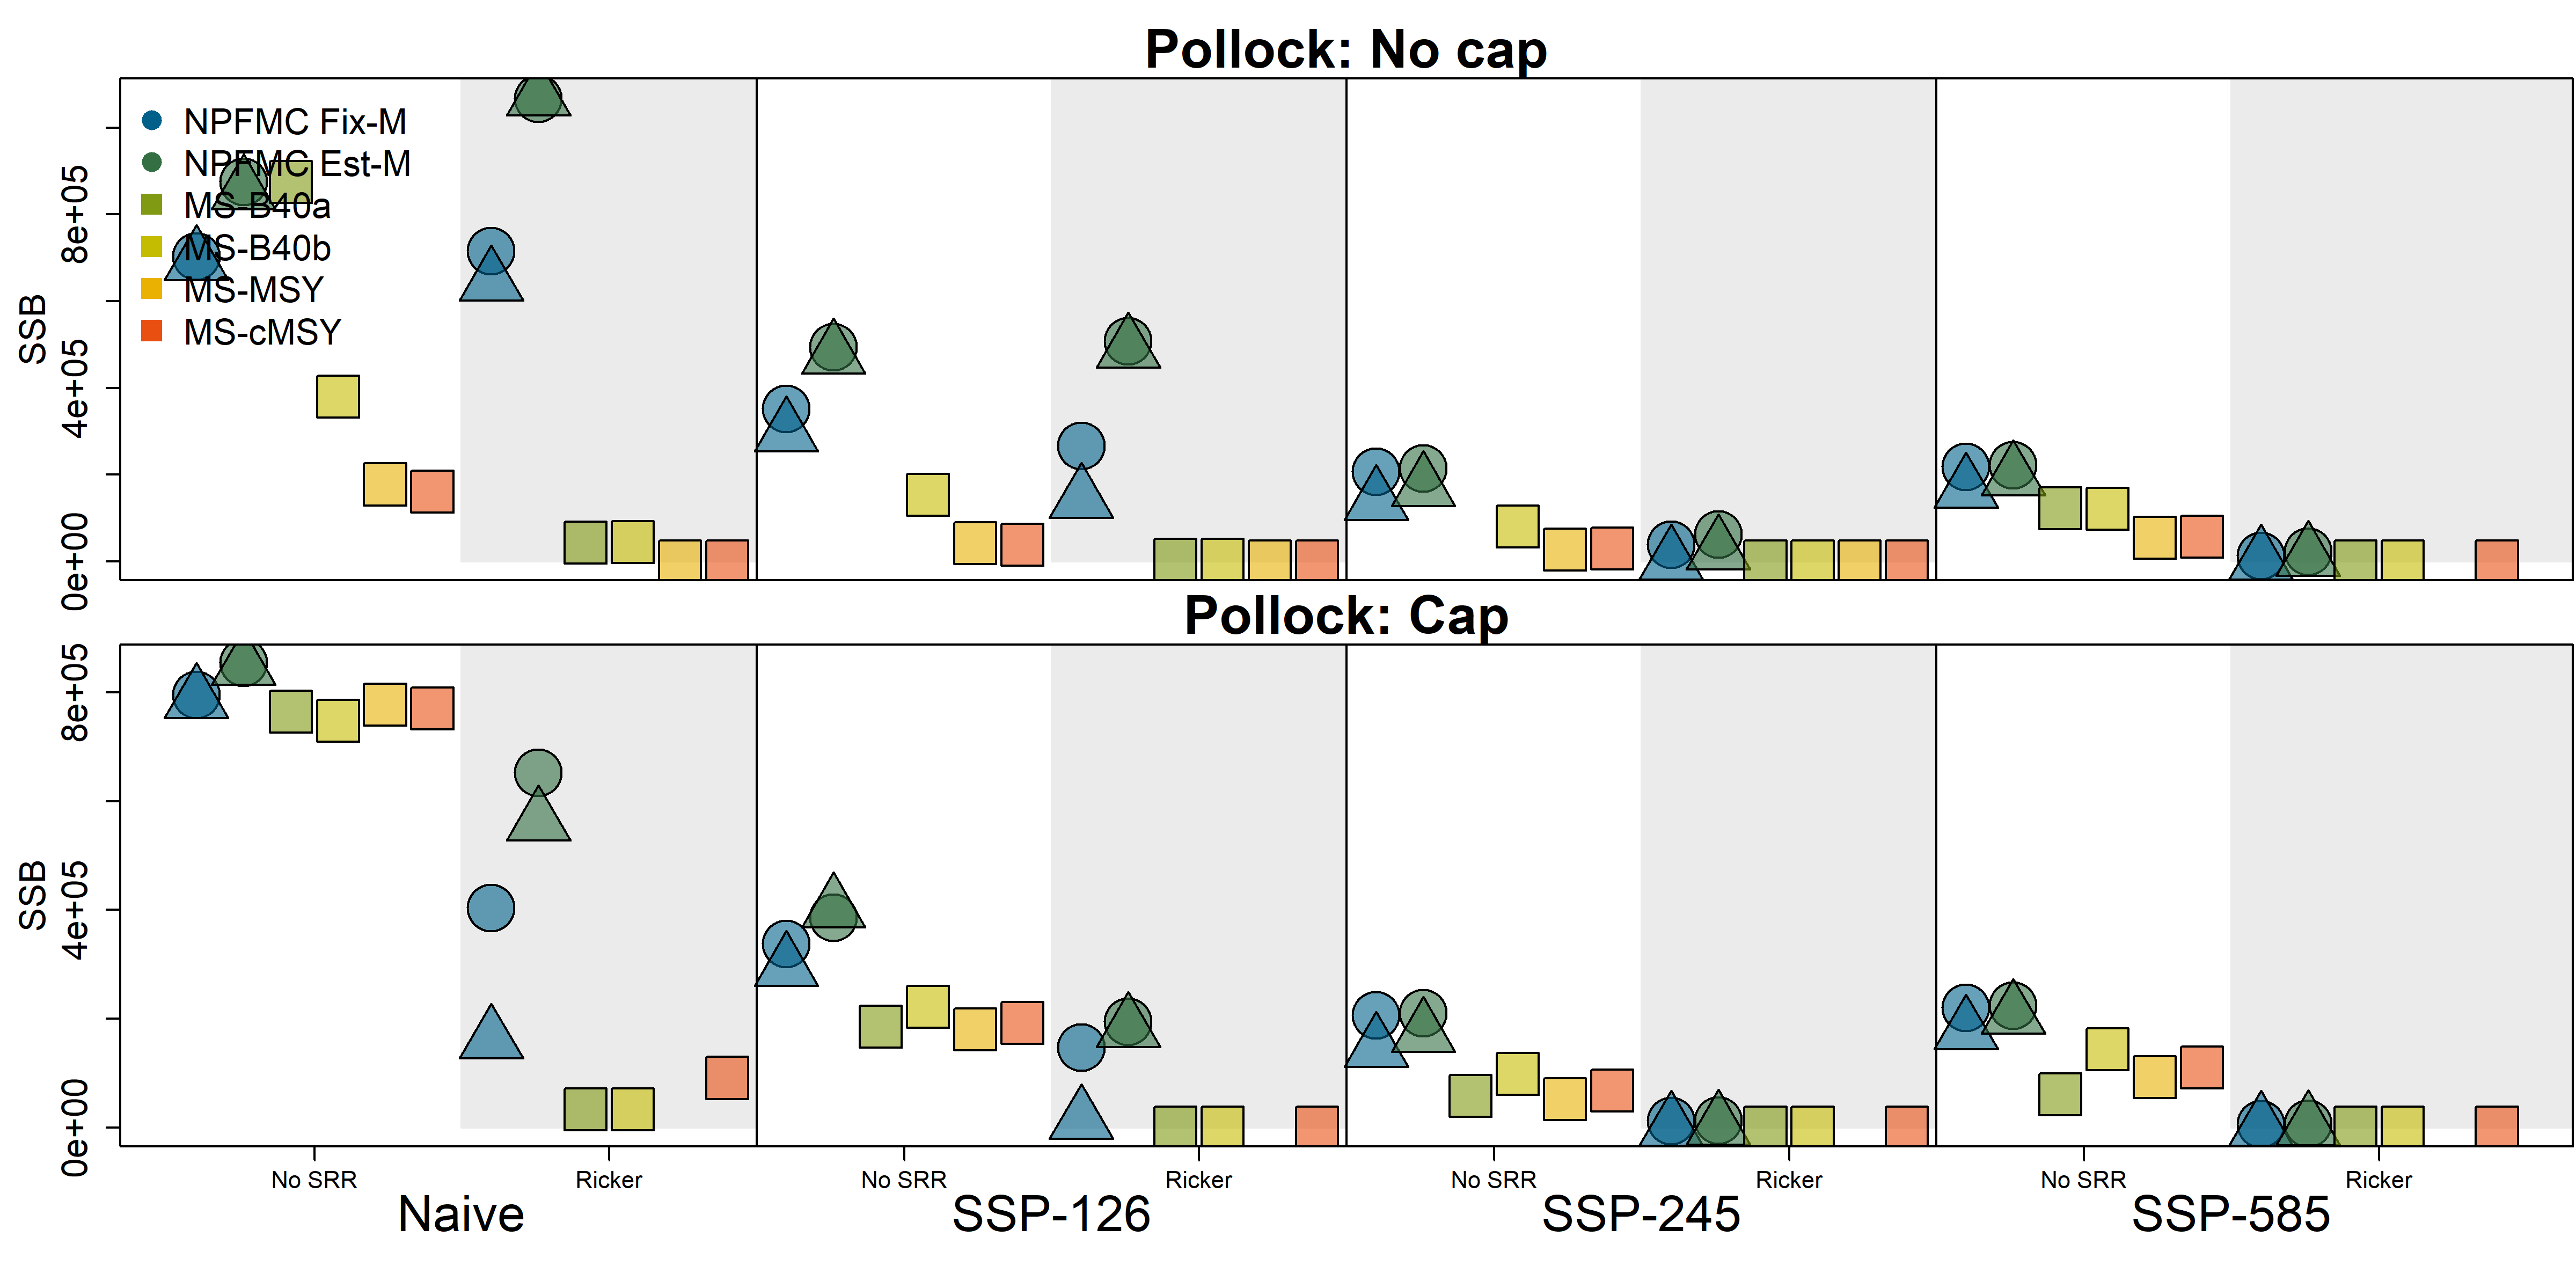 Pollock: No cap
NPFMC Fix-M
NPFMC Est-M
MS-B40a
MS-B40b
MS-MSY
MS-cMSY
SSB
8e+05
4e+05
0e+00
Pollock: Cap
SSB
8e+05
4e+05
0e+00
No SRR Ricker No SRR Ricker No SRR Ricker No SRR Ricker
Naive SSP-126 SSP-245 SSP-585